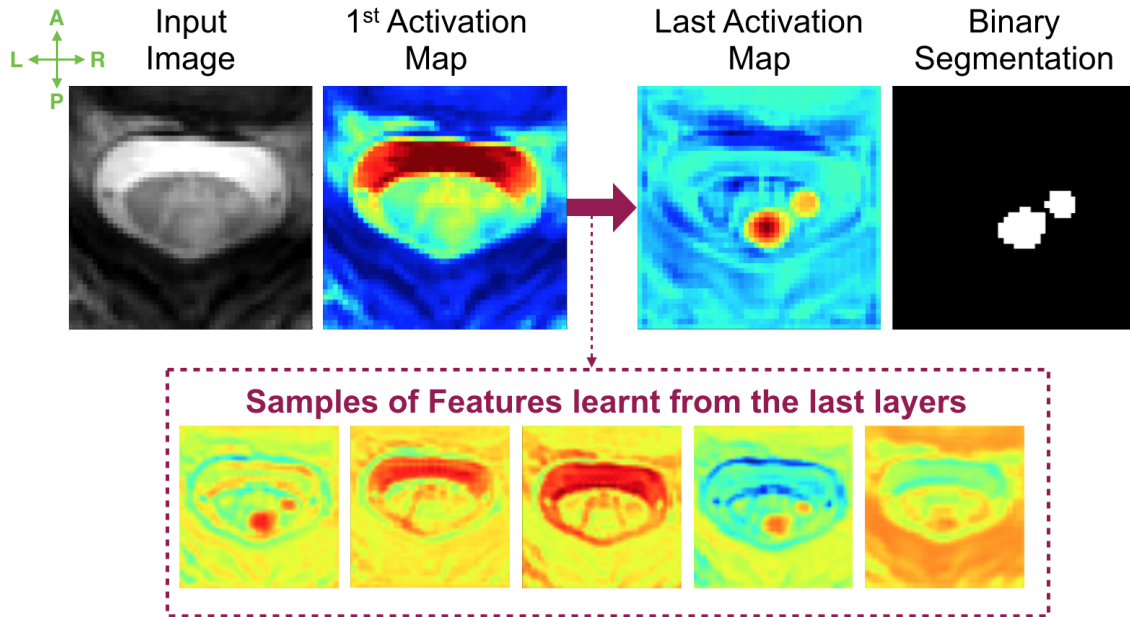 A
L R
P
Input
Image
1st Activation
Map
Last Activation
Map
Binary
Segmentation
Samples of Features learnt from the last layers